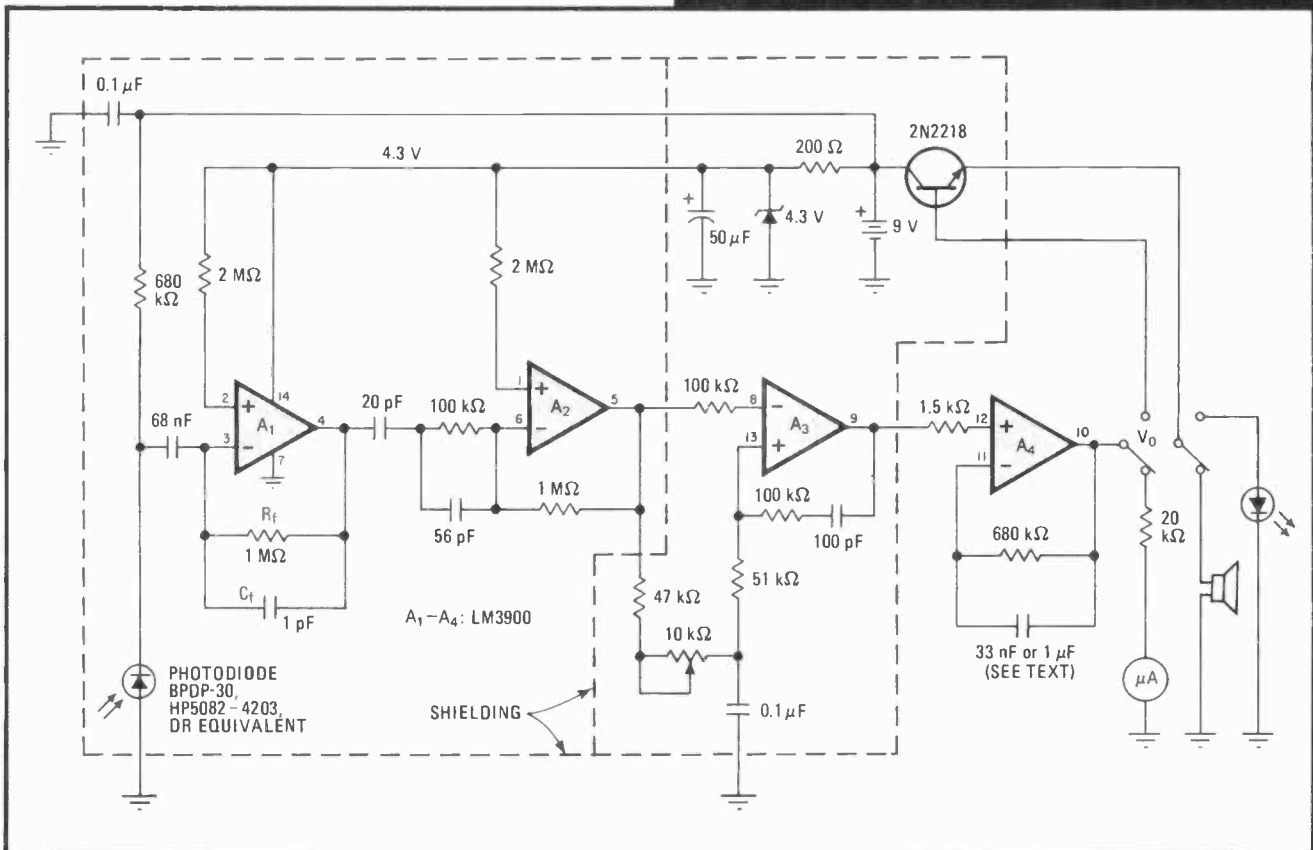 0.1 µF
2N2218
4.3 V
200 Ω
+
50 µF
4.3 V
+
9 V
680
kΩ
2 MΩ
2 MΩ
2
+
14
A1
4
68 nF
3
−
7
20 pF
100 kΩ
1
+
A2
5
6
−
100 kΩ
8
−
A3
9
13
+
1.5 kΩ
12
+
A4
10
11
−
V0
Rf
1 MΩ
56 pF
1 MΩ
100 kΩ
100 pF
680 kΩ
20
kΩ
Cf
1 pF
A1–A4: LM3900
47 kΩ
51 kΩ
10 kΩ
33 nF or 1 µF
(SEE TEXT)
µA
PHOTODIODE
BPDP-30,
HP5082-4203,
DR EQUIVALENT
SHIELDING
0.1 µF